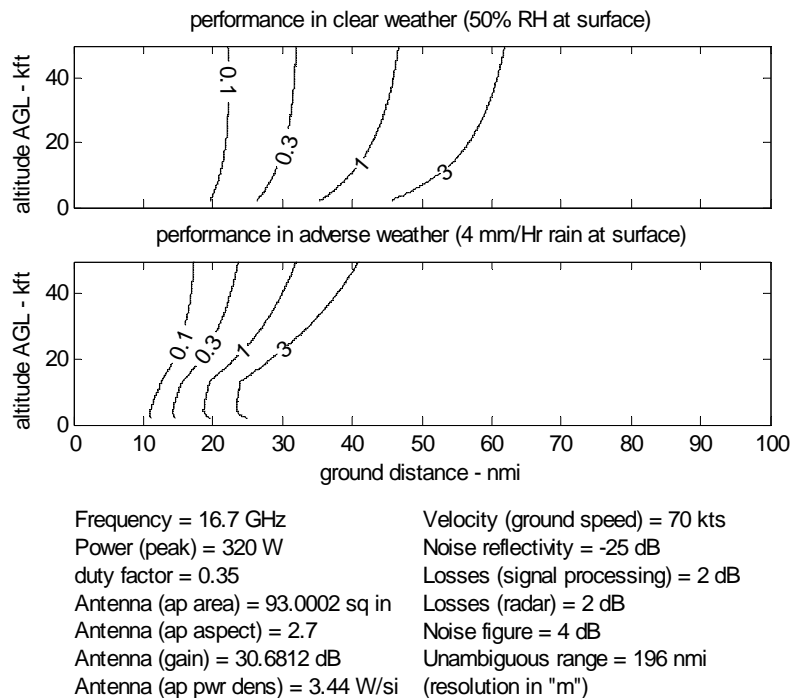 performance in clear weather (50% RH at surface)
altitude AGL - kft
40
20
0
0.1
0.3
1
3
performance in adverse weather (4 mm/Hr rain at surface)
altitude AGL - kft
40
20
0
0.1
0.3
1
3
0 10 20 30 40 50 60 70 80 90 100
ground distance - nmi
Frequency = 16.7 GHz
Power (peak) = 320 W
duty factor = 0.35
Antenna (ap area) = 93.0002 sq in
Antenna (ap aspect) = 2.7
Antenna (gain) = 30.6812 dB
Antenna (ap pwr dens) = 3.44 W/si
Velocity (ground speed) = 70 kts
Noise reflectivity = -25 dB
Losses (signal processing) = 2 dB
Losses (radar) = 2 dB
Noise figure = 4 dB
Unambiguous range = 196 nmi
(resolution in "m")